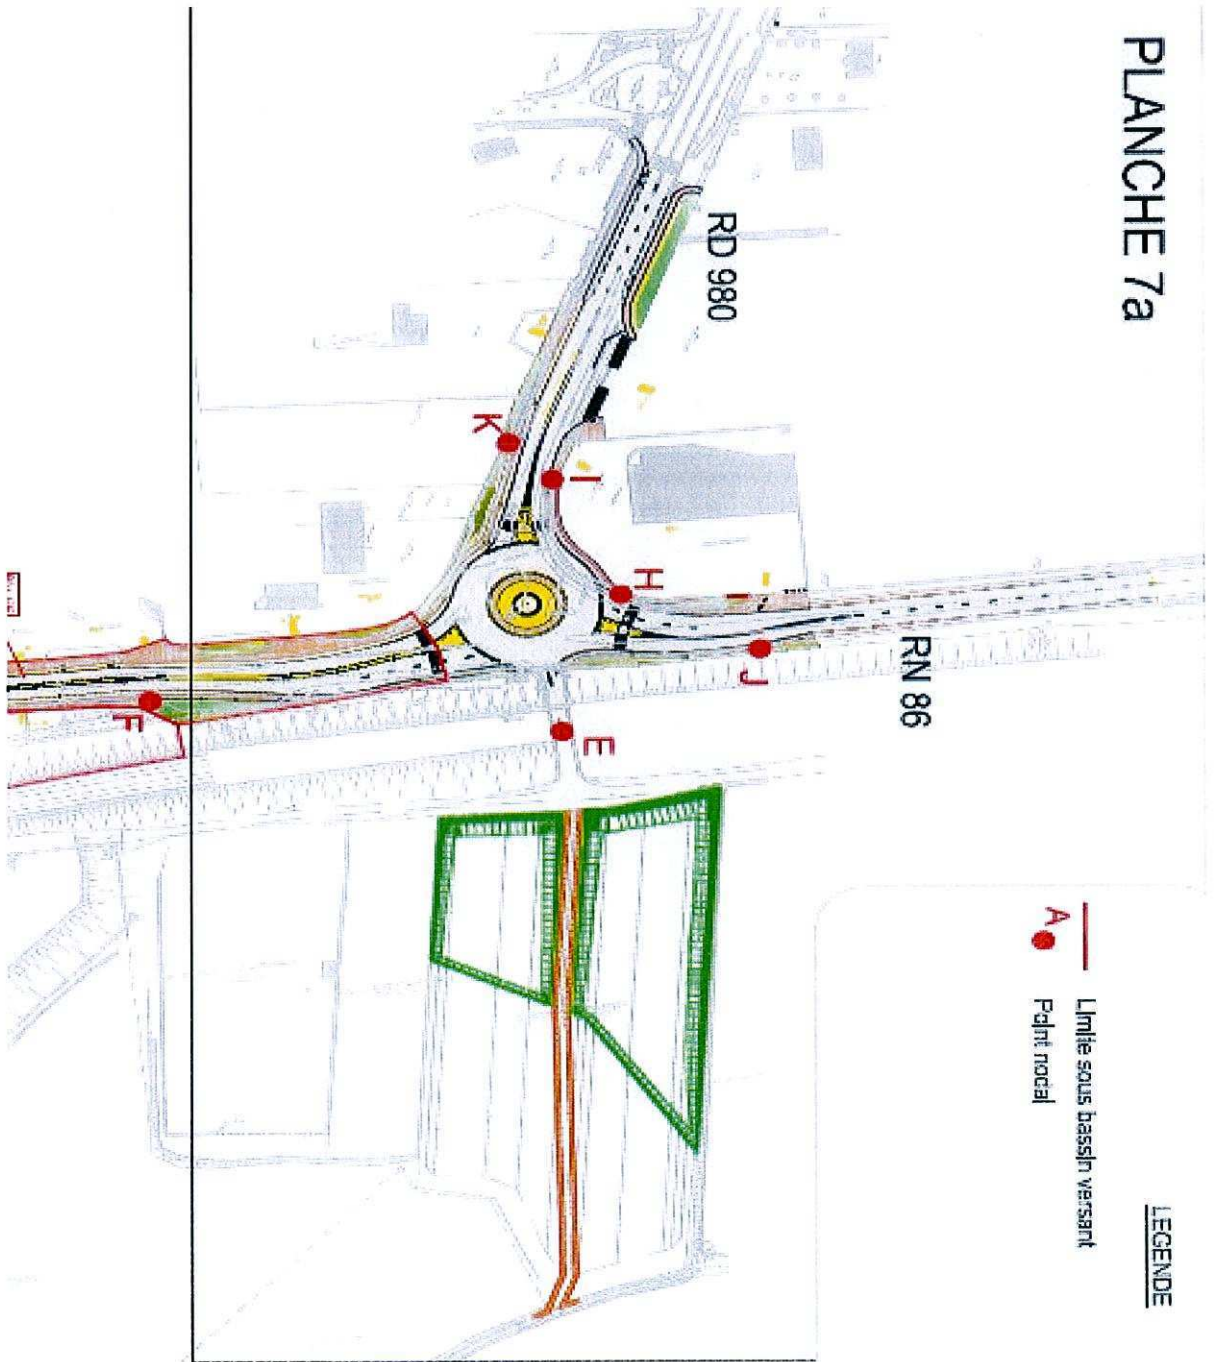 PLANCHE 7a
LEGENDE
Limite sous bassin versant
A
Point nodal
RD 980
RN 86
K
I
H
J
E
F